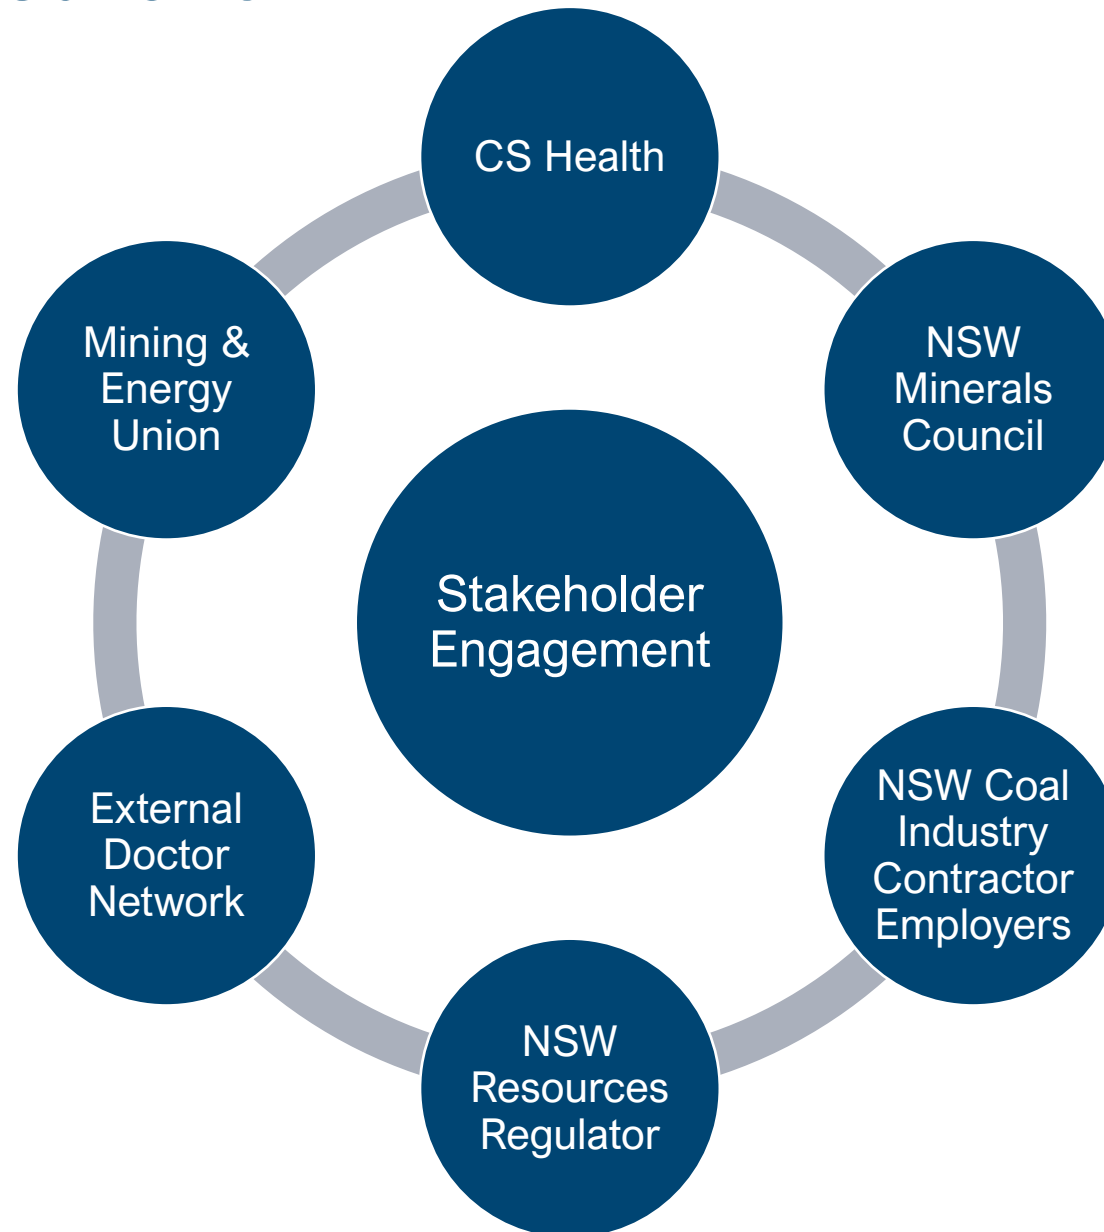 CS Health
NSW
Minerals
Council
NSW Coal
Industry
Contractor
Employers
NSW
Resources
Regulator
External
Doctor
Network
Mining &
Energy
Union
Stakeholder
Engagement